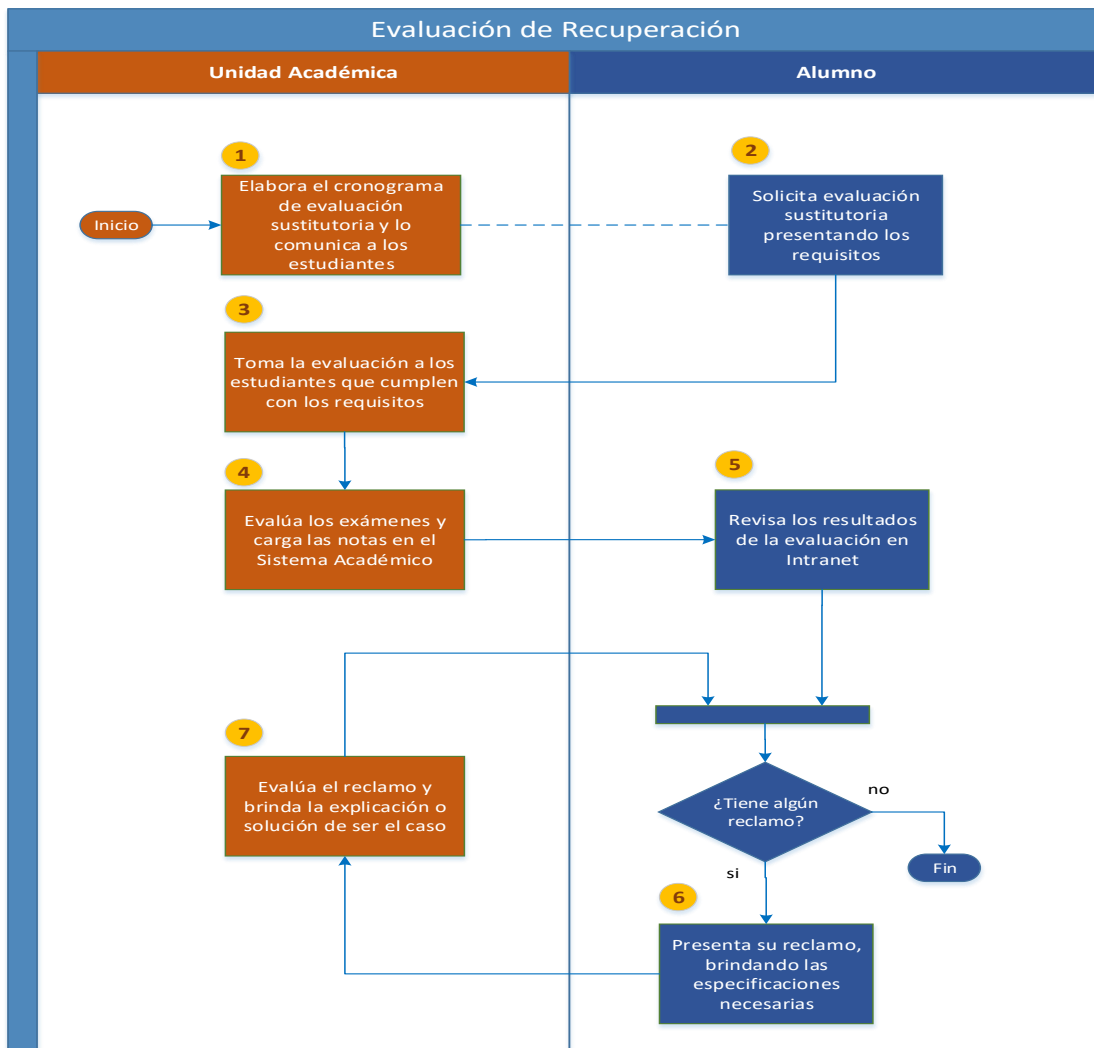 Evaluación de Recuperación
Unidad Académica
Alumno
1
2
Inicio
Elabora el cronograma
de evaluación
sustitutoria y lo
comunica a los
estudiantes
Solicita evaluación
sustitutoria
presentando los
requisitos
3
Toma la evaluación a los
estudiantes que cumplen
con los requisitos
4
5
Evalúa los exámenes y
carga las notas en el
Sistema Académico
Revisa los resultados
de la evaluación en
Intranet
7
Evalúa el reclamo y
brinda la explicación o
solución de ser el caso
¿Tiene algún
reclamo?
no
Fin
si
6
Presenta su reclamo,
brindando las
especificaciones
necesarias